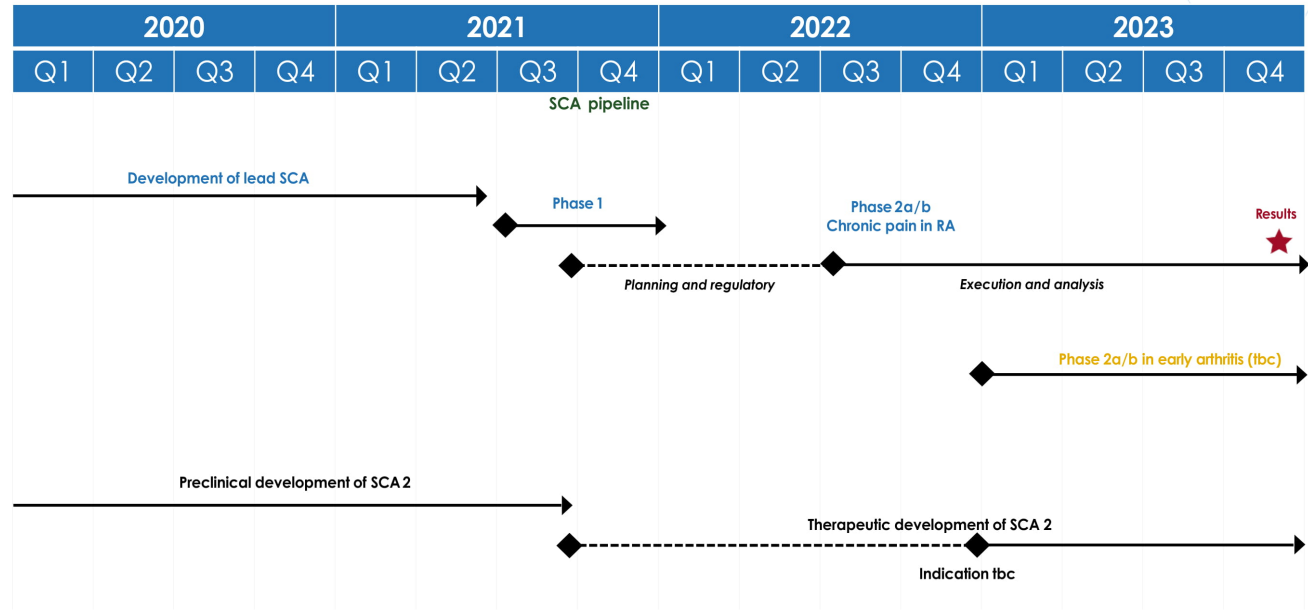 2020 2021 2022 2023
Q1 Q2 Q3 Q4 Q1 Q2 Q3 Q4 Q1 Q2 Q3 Q4 Q1 Q2 Q3 Q4
SCA pipeline
Development of lead SCA
Phase 1
Phase 2a/b
Chronic pain in RA
Results
Planning and regulatory
Execution and analysis
Phase 2a/b in early arthritis (tbc)
Preclinical development of SCA 2
Therapeutic development of SCA 2
Indication tbc